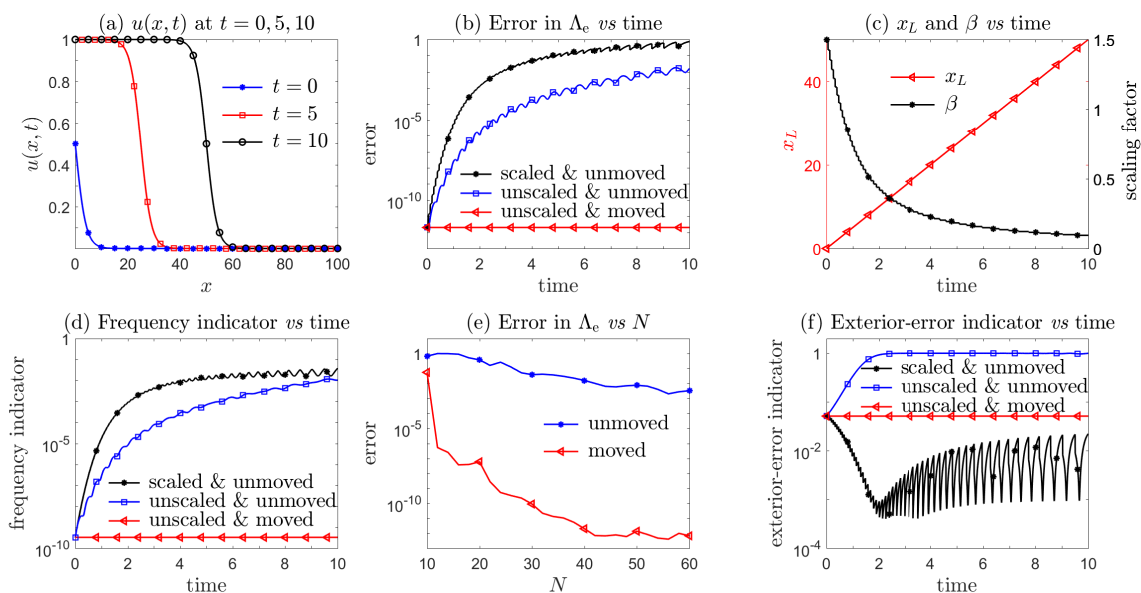 (a) u(x, t) at t = 0, 5, 10
1
0.8
0.6
0.4
0.2
u(x, t)
t = 0
t = 5
t = 10
0 20 40 60 80 100
x
(b) Error in Λe vs time
1
10^-5
10^-10
error
scaled & unmoved
unscaled & unmoved
unscaled & moved
0 2 4 6 8 10
time
(c) xL and β vs time
40
20
0
xL
xL
β
1.5
1
0.5
0
scaling factor
0 2 4 6 8 10
time
(d) Frequency indicator vs time
1
10^-5
10^-10
frequency indicator
scaled & unmoved
unscaled & unmoved
unscaled & moved
0 2 4 6 8 10
time
(e) Error in Λe vs N
1
10^-5
10^-10
error
unmoved
moved
10 20 30 40 50 60
N
(f) Exterior-error indicator vs time
1
10^-2
10^-4
exterior-error indicator
scaled & unmoved
unscaled & unmoved
unscaled & moved
0 2 4 6 8 10
time